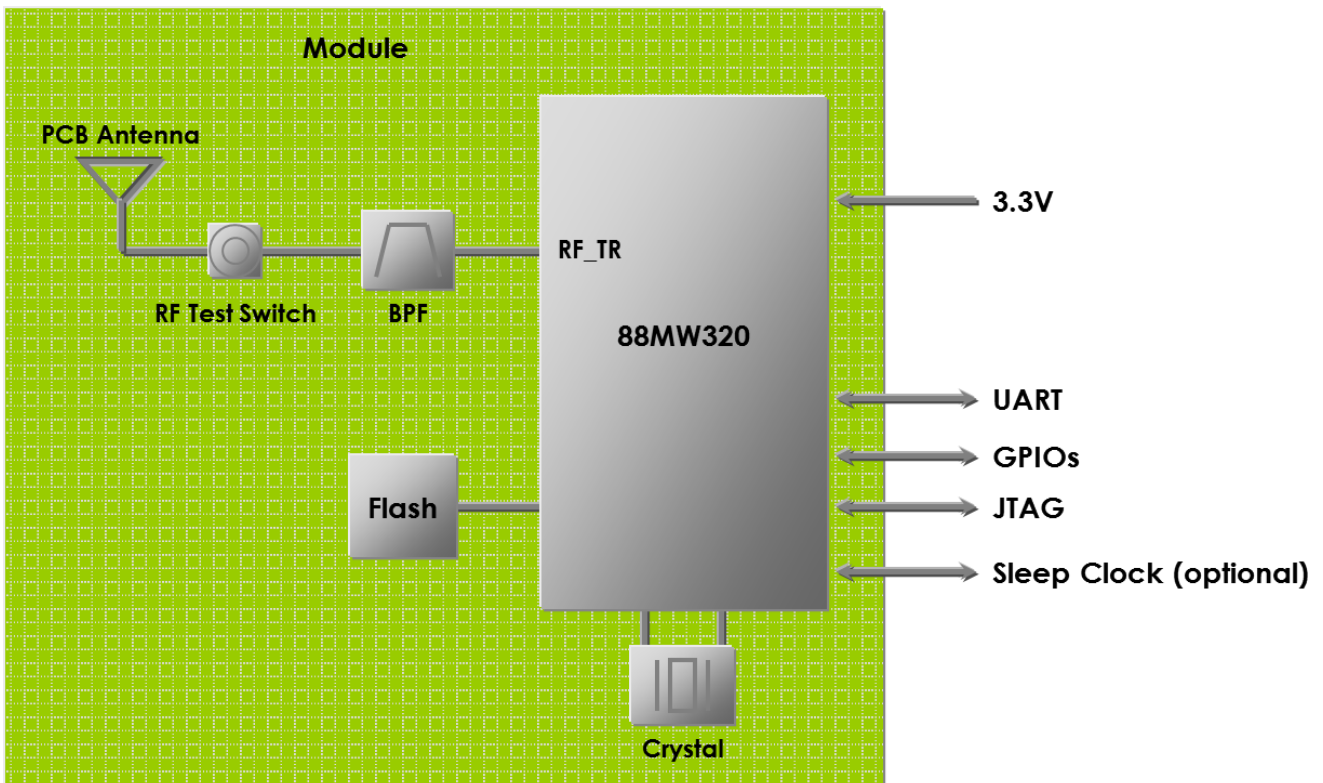 Module
PCB Antenna
3.3V
RF_TR
RF Test Switch
BPF
88MW320
UART
GPIOs
Flash
JTAG
Sleep Clock (optional)
Crystal